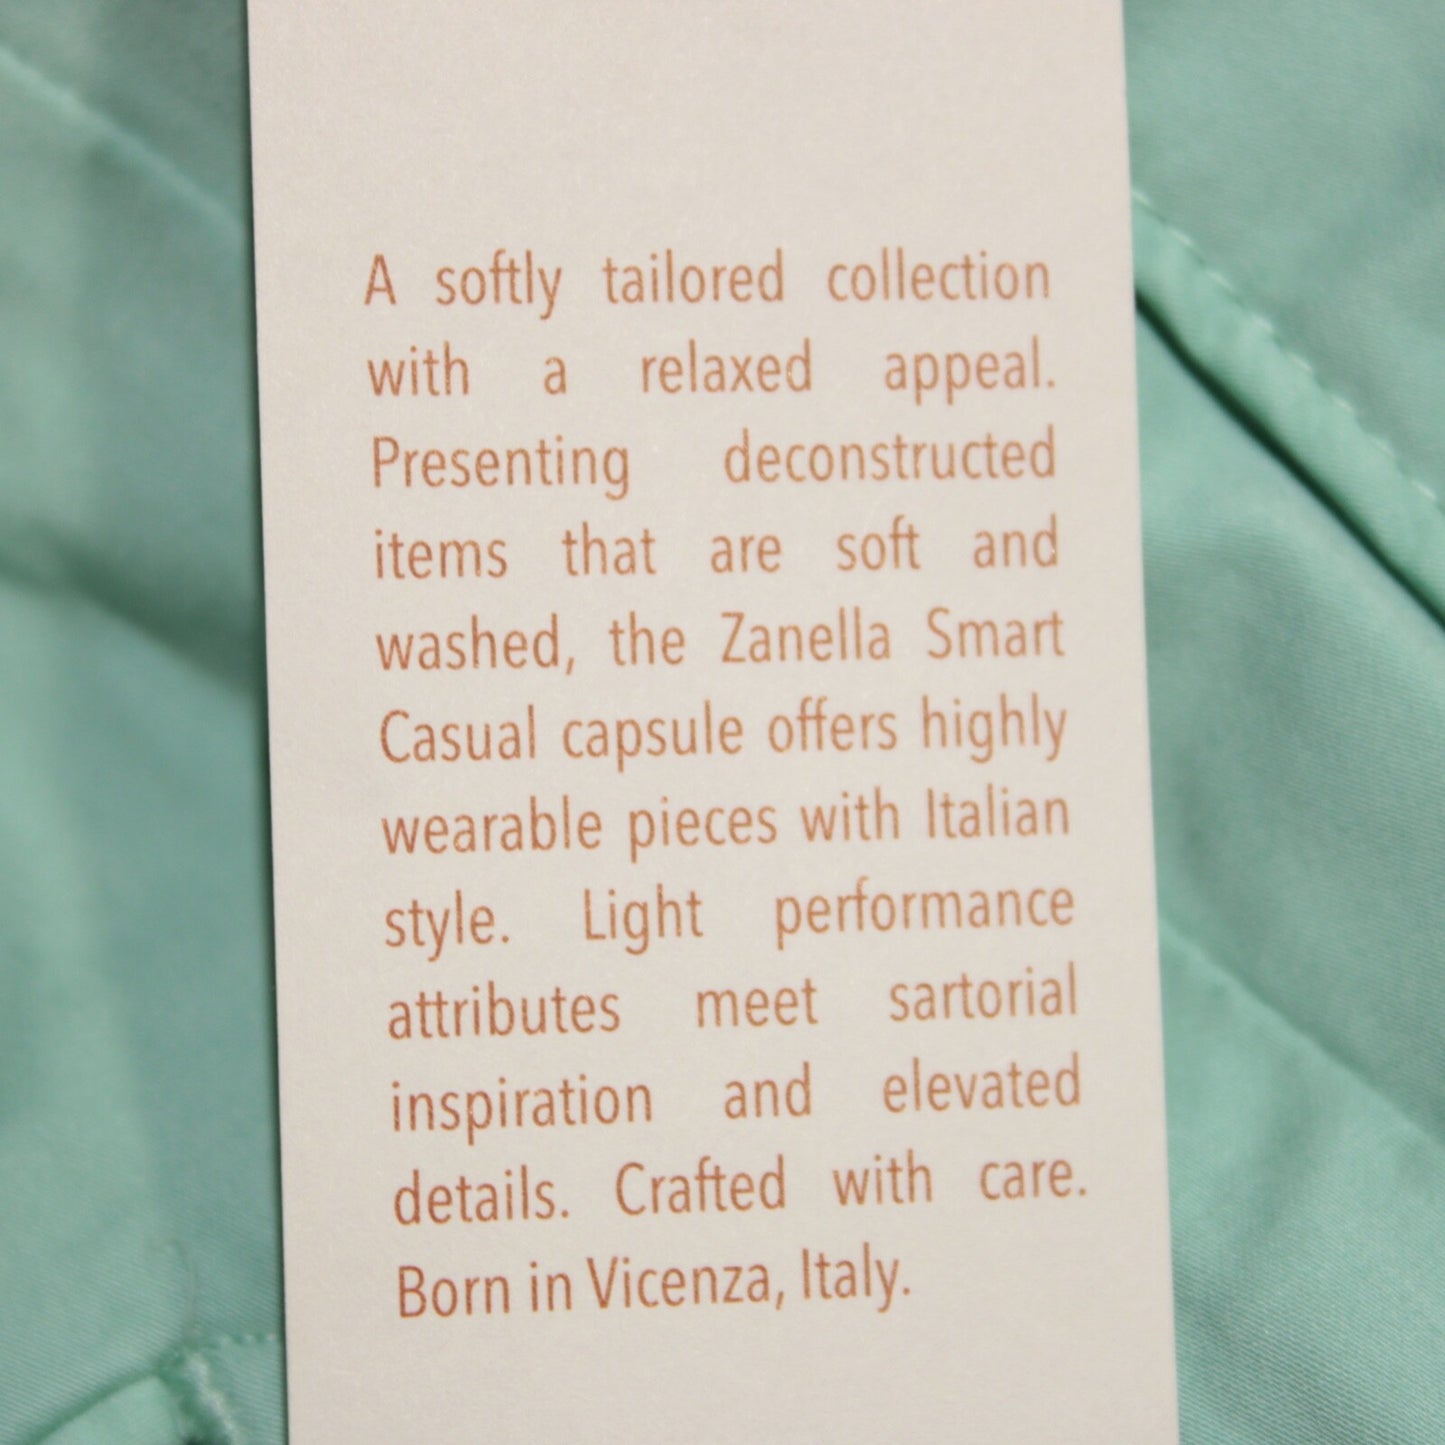 A softly tailored collection
with a relaxed appeal.
Presenting deconstructed
items that are soft and
washed, the Zanella Smart
Casual capsule offers highly
wearable pieces with Italian
style. Light performance
attributes meet sartorial
inspiration and elevated
details. Crafted with care.
Born in Vicenza, Italy.